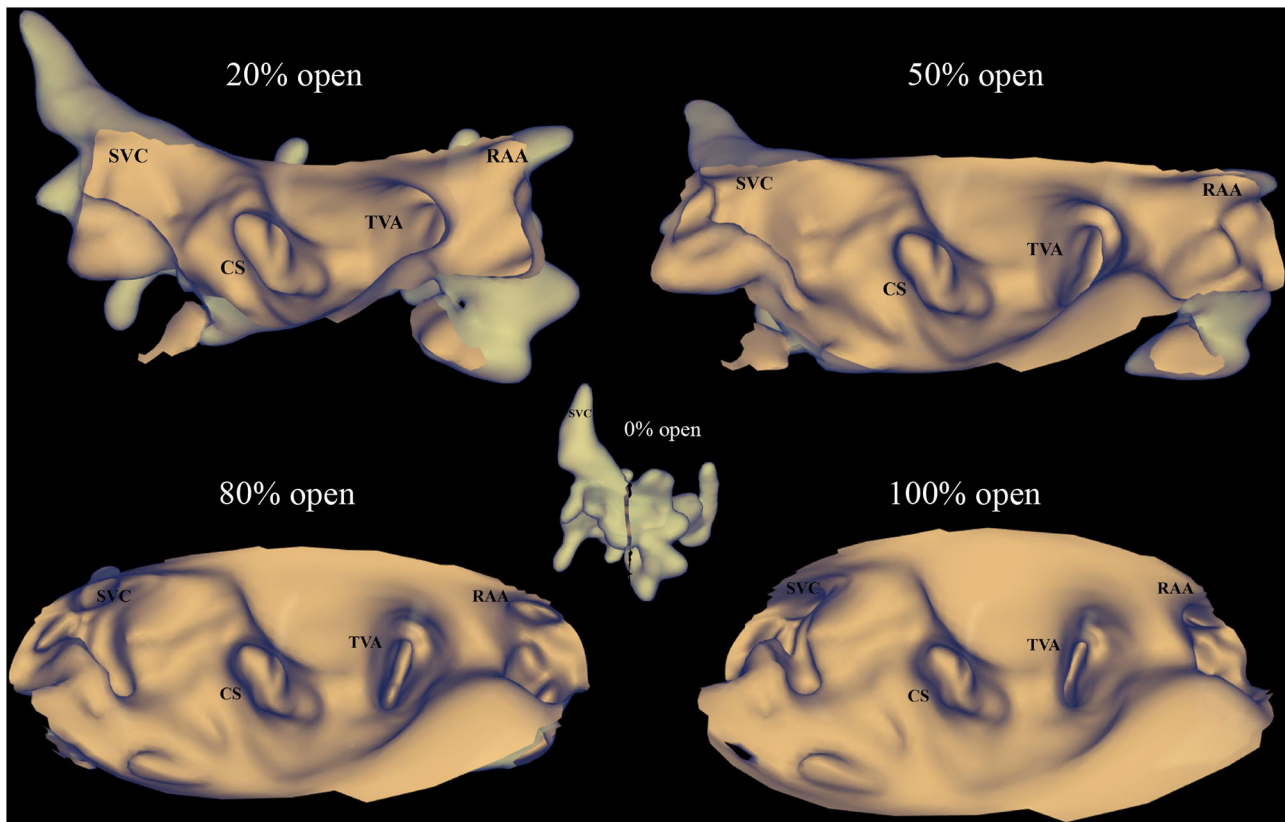 20% open
SVC
RAA
TVA
CS
50% open
SVC
RAA
TVA
CS
SVC
0% open
80% open
SVC
RAA
TVA
CS
100% open
SVC
RAA
TVA
CS